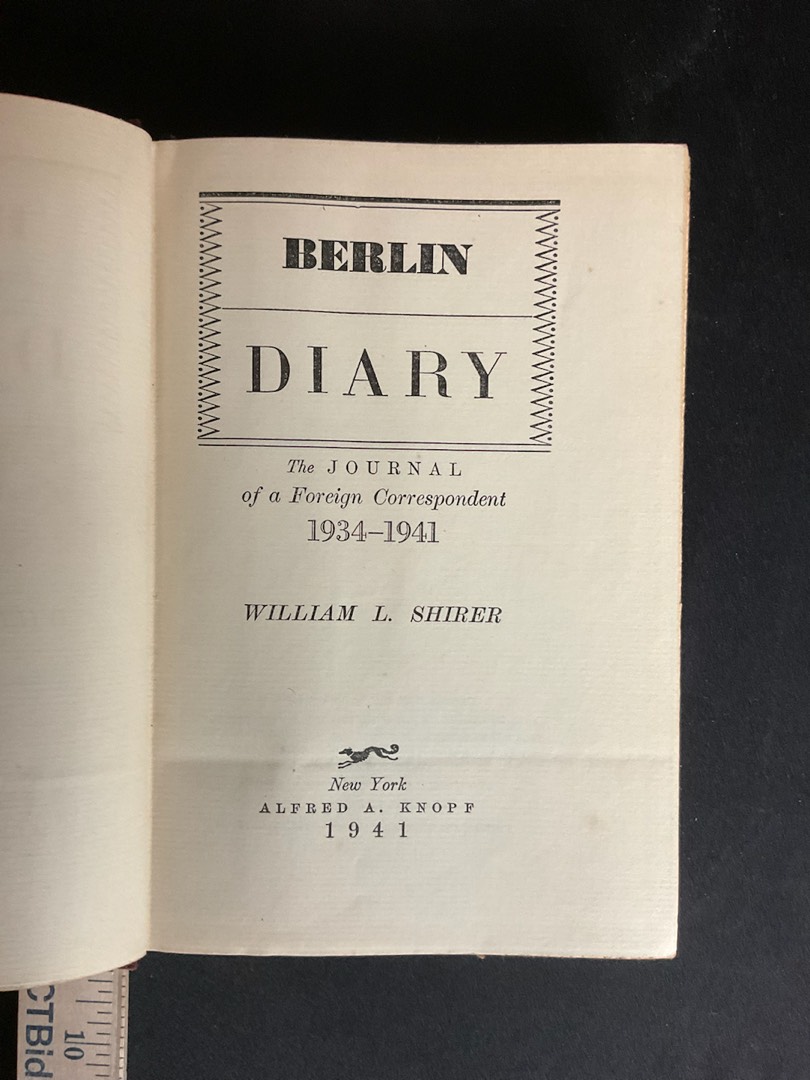 BERLIN
DIARY
The JOURNAL
of a Foreign Correspondent
1934–1941
WILLIAM L. SHIRER
New York
ALFRED A. KNOPF
1941
CTBid
10